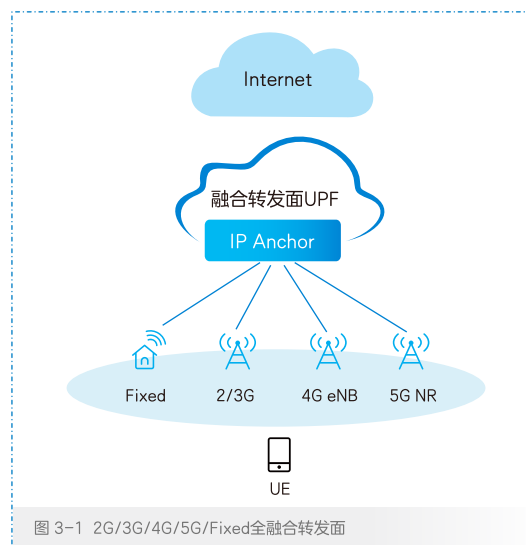 Internet
融合转发面UPF
IP Anchor
Fixed 2/3G 4G eNB 5G NR
UE
图 3-1 2G/3G/4G/5G/Fixed全融合转发面